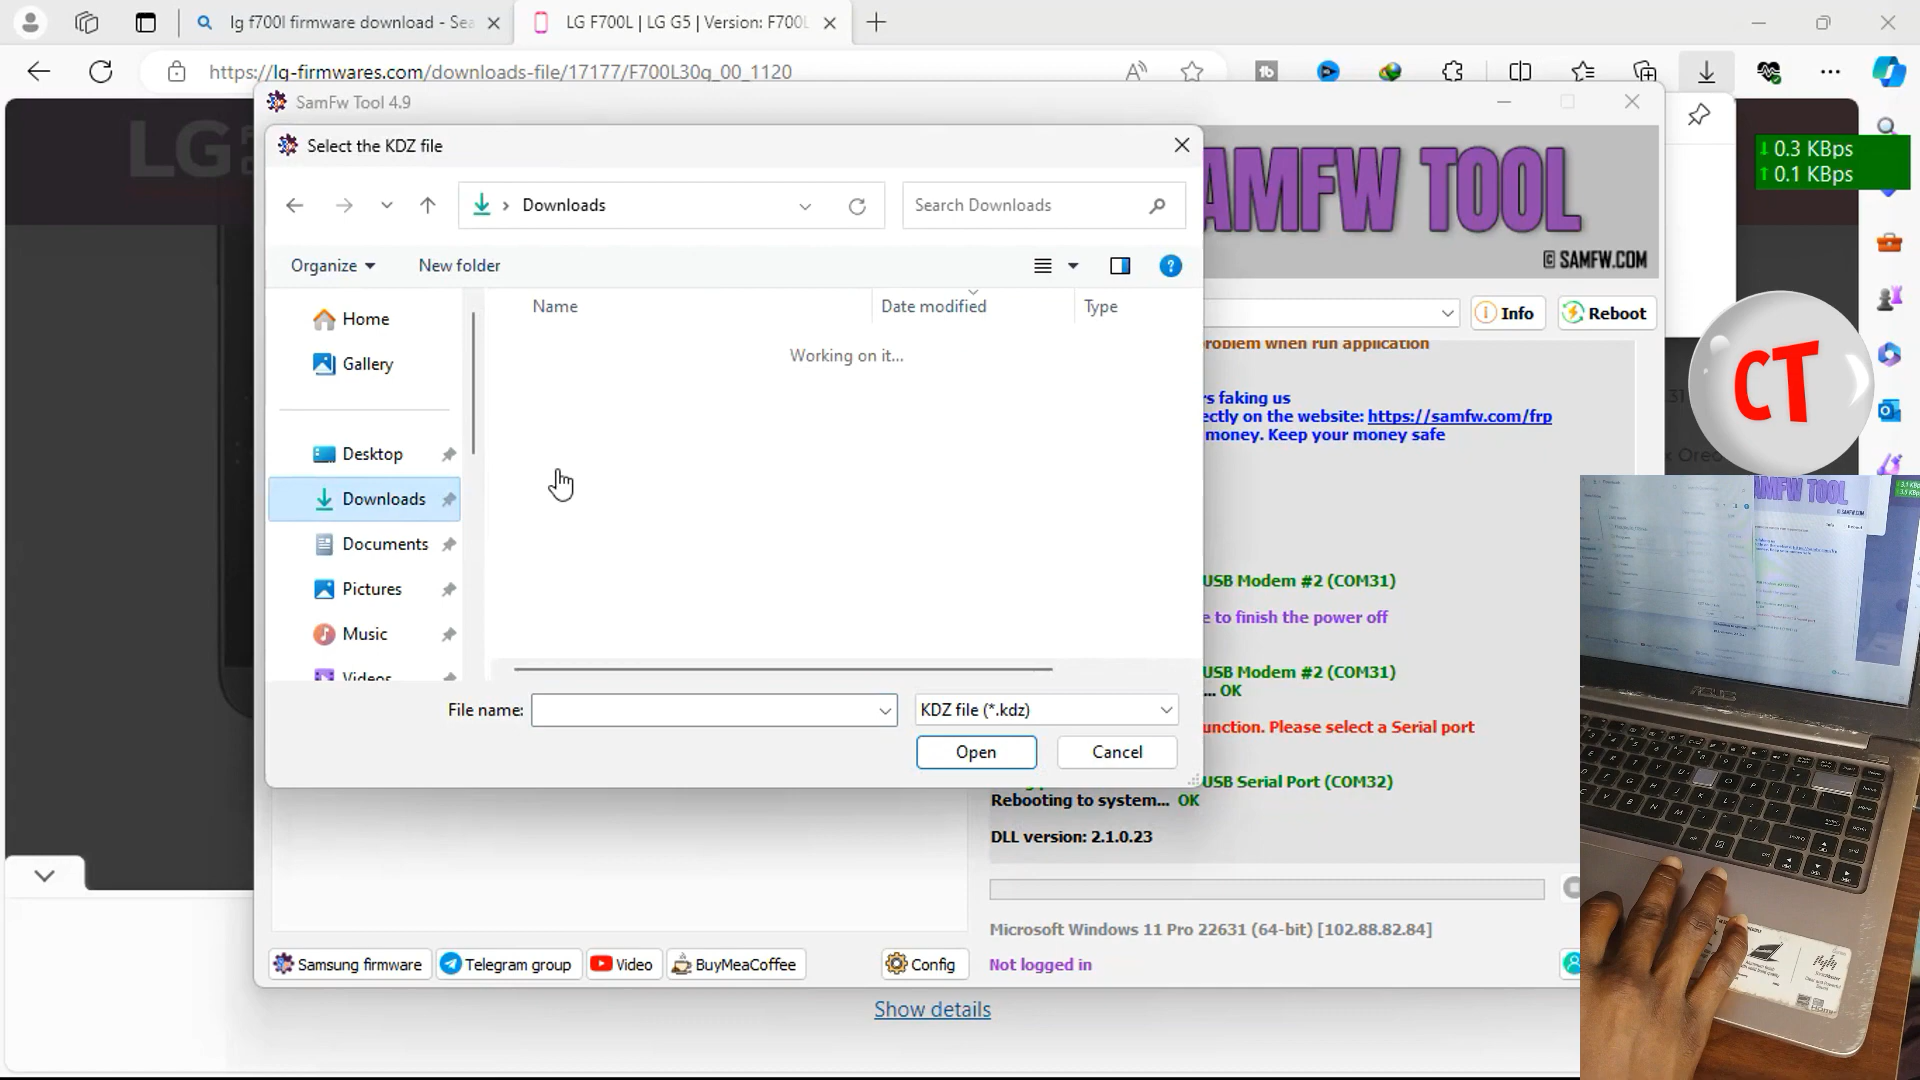 lg f700l firmware download - Sea
LG F700L | LG G5 | Version: F700L
https://lg-firmwares.com/downloads-file/17177/F700L30g_00_1120
SamFw Tool 4.9
LG
Select the KDZ file
0.3 KBps
0.1 KBps
Downloads
Search Downloads
AMFW TOOL
© SAMFW.COM
Organize
New folder
Name
Date modified
Type
Info
Reboot
Working on it...
roblem when run application
rs faking us
ectly on the website: https://samfw.com/frp
money. Keep your money safe
CT
Home
Gallery
Desktop
Downloads
Documents
Pictures
Music
Videos
USB Modem #2 (COM31)
e to finish the power off
USB Modem #2 (COM31)
... OK
unction. Please select a Serial port
USB Serial Port (COM32)
Rebooting to system... OK
DLL version: 2.1.0.23
File name:
KDZ file (*.kdz)
Open
Cancel
AMFW TOOL
ASUS
Microsoft Windows 11 Pro 22631 (64-bit) [102.88.82.84]
Samsung firmware
Telegram group
Video
BuyMeaCoffee
Config
Not logged in
Show details